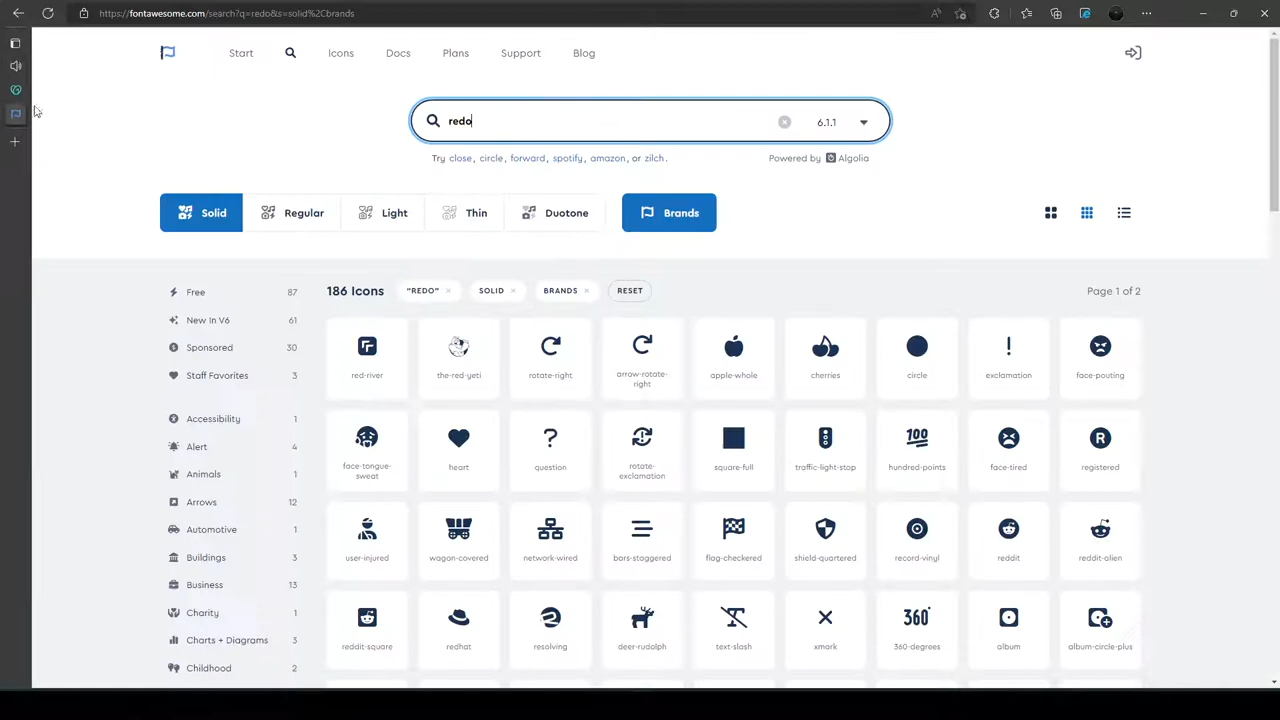 https://fontawesome.com/search?q=redo&s=solid%2Cbrands
Start
Icons
Docs
Plans
Support
Blog
redo
6.1.1
Try close, circle, forward, spotify, amazon, or zilch.
Powered by Algolia
Solid
Regular
Light
Thin
Duotone
Brands
Free 87
New In V6 61
Sponsored 30
Staff Favorites 3
Accessibility 1
Alert 4
Animals 1
Arrows 12
Automotive 1
Buildings 3
Business 13
Charity 1
Charts + Diagrams 3
Childhood 2
186 Icons
"REDO" ×
SOLID ×
BRANDS ×
RESET
Page 1 of 2
red-river
the-red-yeti
rotate-right
arrow-rotate-
right
apple-whole
cherries
circle
exclamation
face-pouting
face-tongue-
sweat
heart
question
rotate-
exclamation
square-full
traffic-light-stop
hundred-points
face-tired
registered
user-injured
wagon-covered
network-wired
bars-staggered
flag-checkered
shield-quartered
record-vinyl
reddit
reddit-alien
reddit-square
redhat
resolving
deer-rudolph
text-slash
xmark
360-degrees
album
album-circle-plus